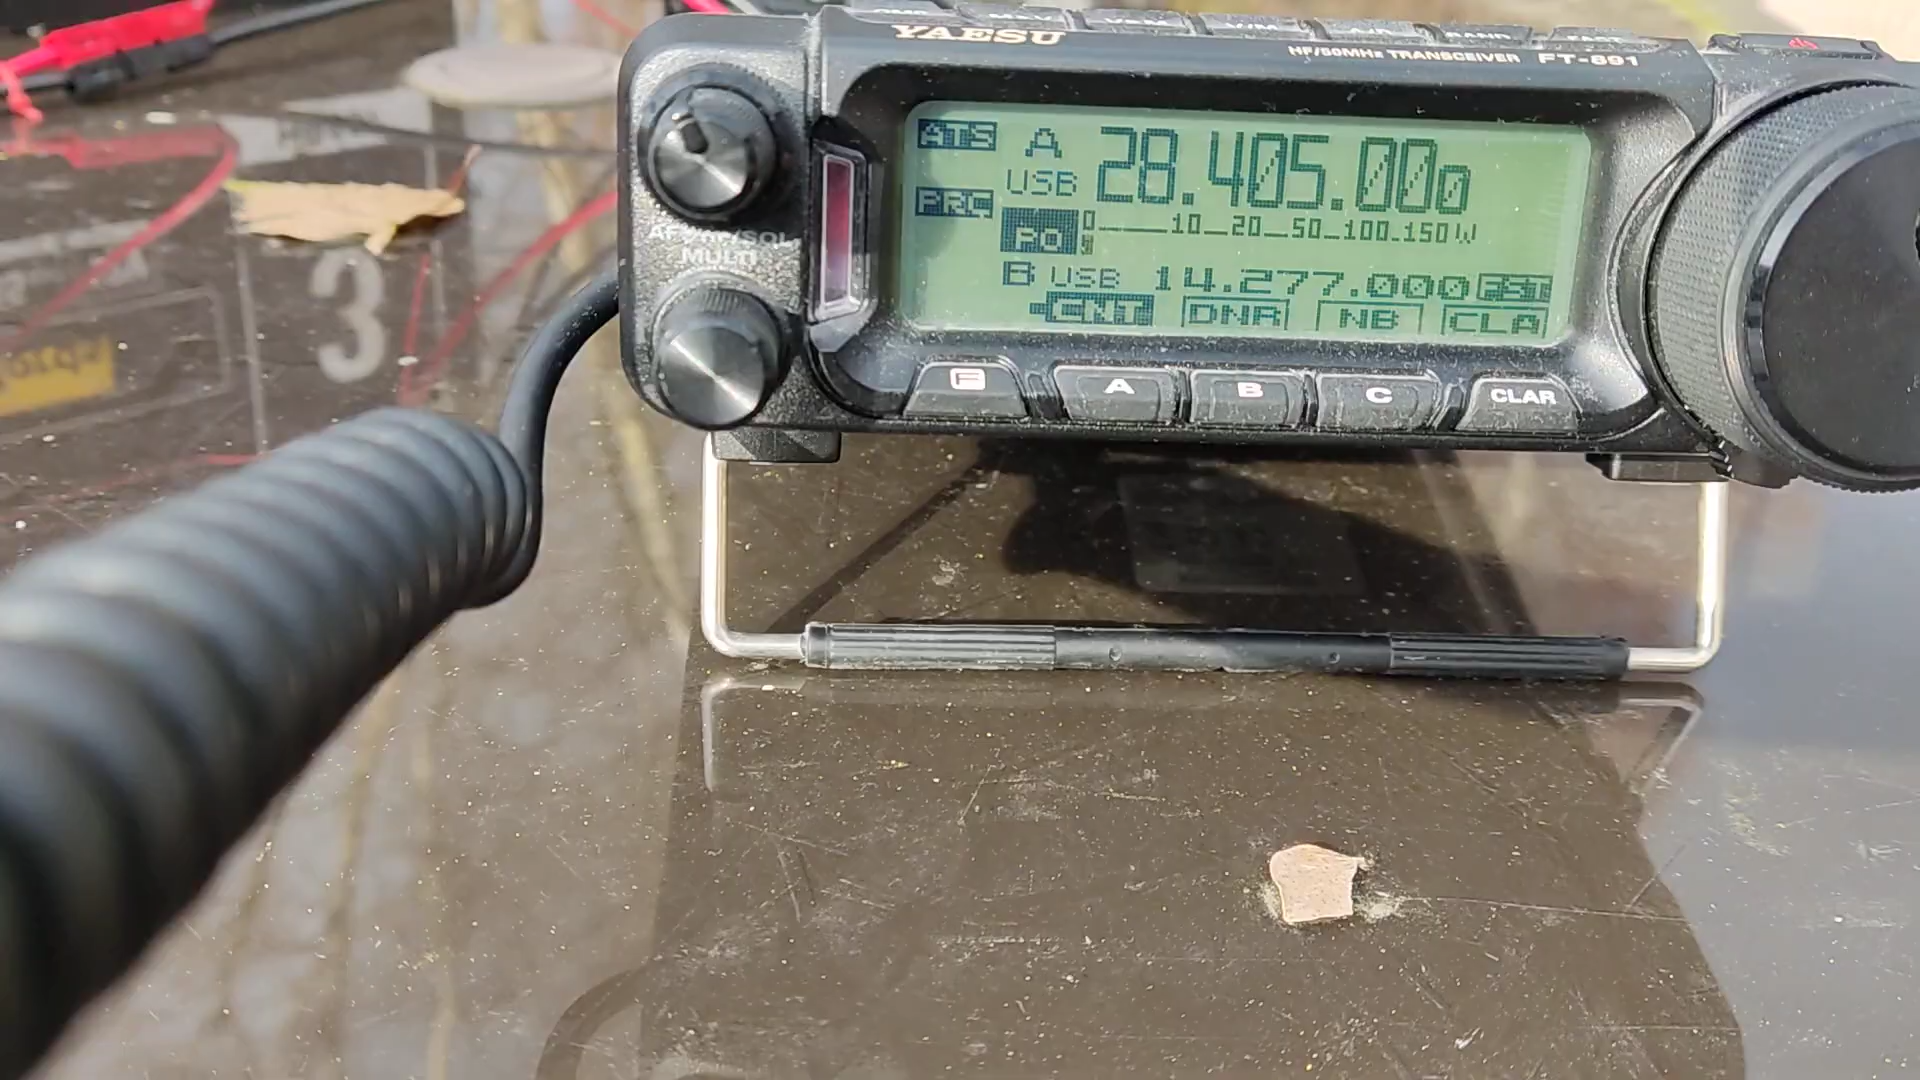 YAESU
HF/50MHz TRANSCEIVER FT-891
ATS A 28.405.000
USB
PRC
PO 10 20 50 100 150 W
B USB 14.277.000 FST
CNT DNR NB CLA
AF
MULTI
F A B C CLAR
3